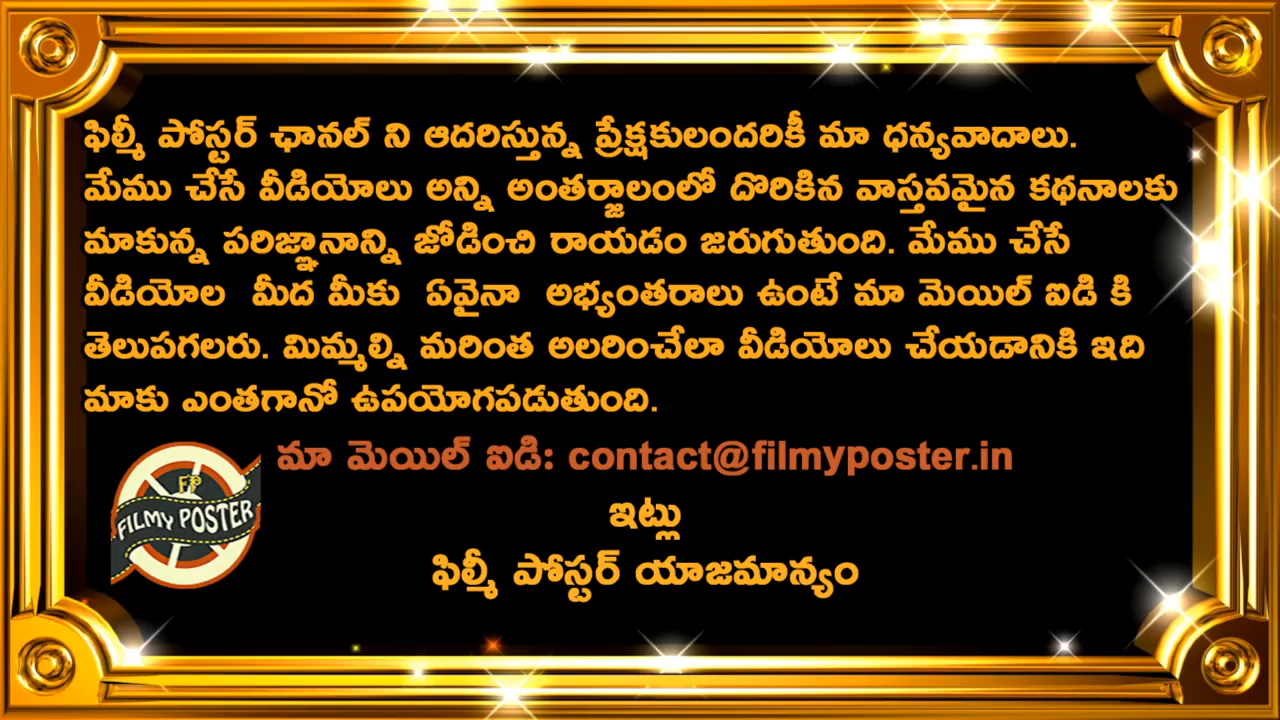 ఫిల్మీ పోస్టర్ ఛానల్ ని ఆదరిస్తున్న ప్రేక్షకులందరికీ మా ధన్యవాదాలు.
మేము చేసే వీడియోలు అన్ని అంతర్జాలంలో దొరికిన వాస్తవమైన కథనాలకు
మాకున్న పరిజ్ఞానాన్ని జోడించి రాయడం జరుగుతుంది. మేము చేసే
వీడియోల మీద మీకు ఏవైనా అభ్యంతరాలు ఉంటే మా మెయిల్ ఐడి కి
తెలుపగలరు. మిమ్మల్ని మరింత అలరించేలా వీడియోలు చేయడానికి ఇది
మాకు ఎంతగానో ఉపయోగపడుతుంది.
మా మెయిల్ ఐడి: contact@filmyposter.in
FP
FILMY POSTER
ఇట్లు
ఫిల్మీ పోస్టర్ యాజమాన్యం